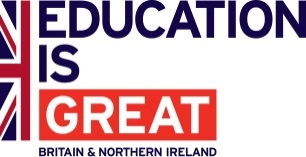 EDUCATION
IS
GREAT
BRITAIN & NORTHERN IRELAND